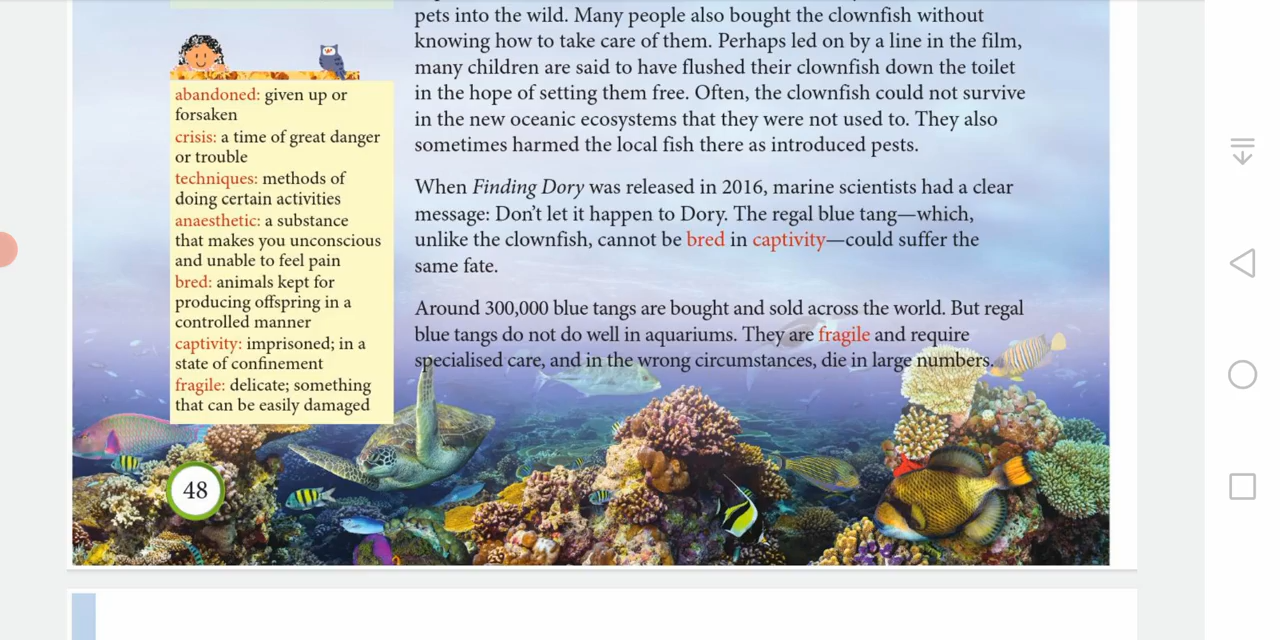 abandoned: given up or
forsaken
crisis: a time of great danger
or trouble
techniques: methods of
doing certain activities
anaesthetic: a substance
that makes you unconscious
and unable to feel pain
bred: animals kept for
producing offspring in a
controlled manner
captivity: imprisoned; in a
state of confinement
fragile: delicate; something
that can be easily damaged
pets into the wild. Many people also bought the clownfish without
knowing how to take care of them. Perhaps led on by a line in the film,
many children are said to have flushed their clownfish down the toilet
in the hope of setting them free. Often, the clownfish could not survive
in the new oceanic ecosystems that they were not used to. They also
sometimes harmed the local fish there as introduced pests.
When Finding Dory was released in 2016, marine scientists had a clear
message: Don’t let it happen to Dory. The regal blue tang—which,
unlike the clownfish, cannot be bred in captivity—could suffer the
same fate.
Around 300,000 blue tangs are bought and sold across the world. But regal
blue tangs do not do well in aquariums. They are fragile and require
specialised care, and in the wrong circumstances, die in large numbers.
48